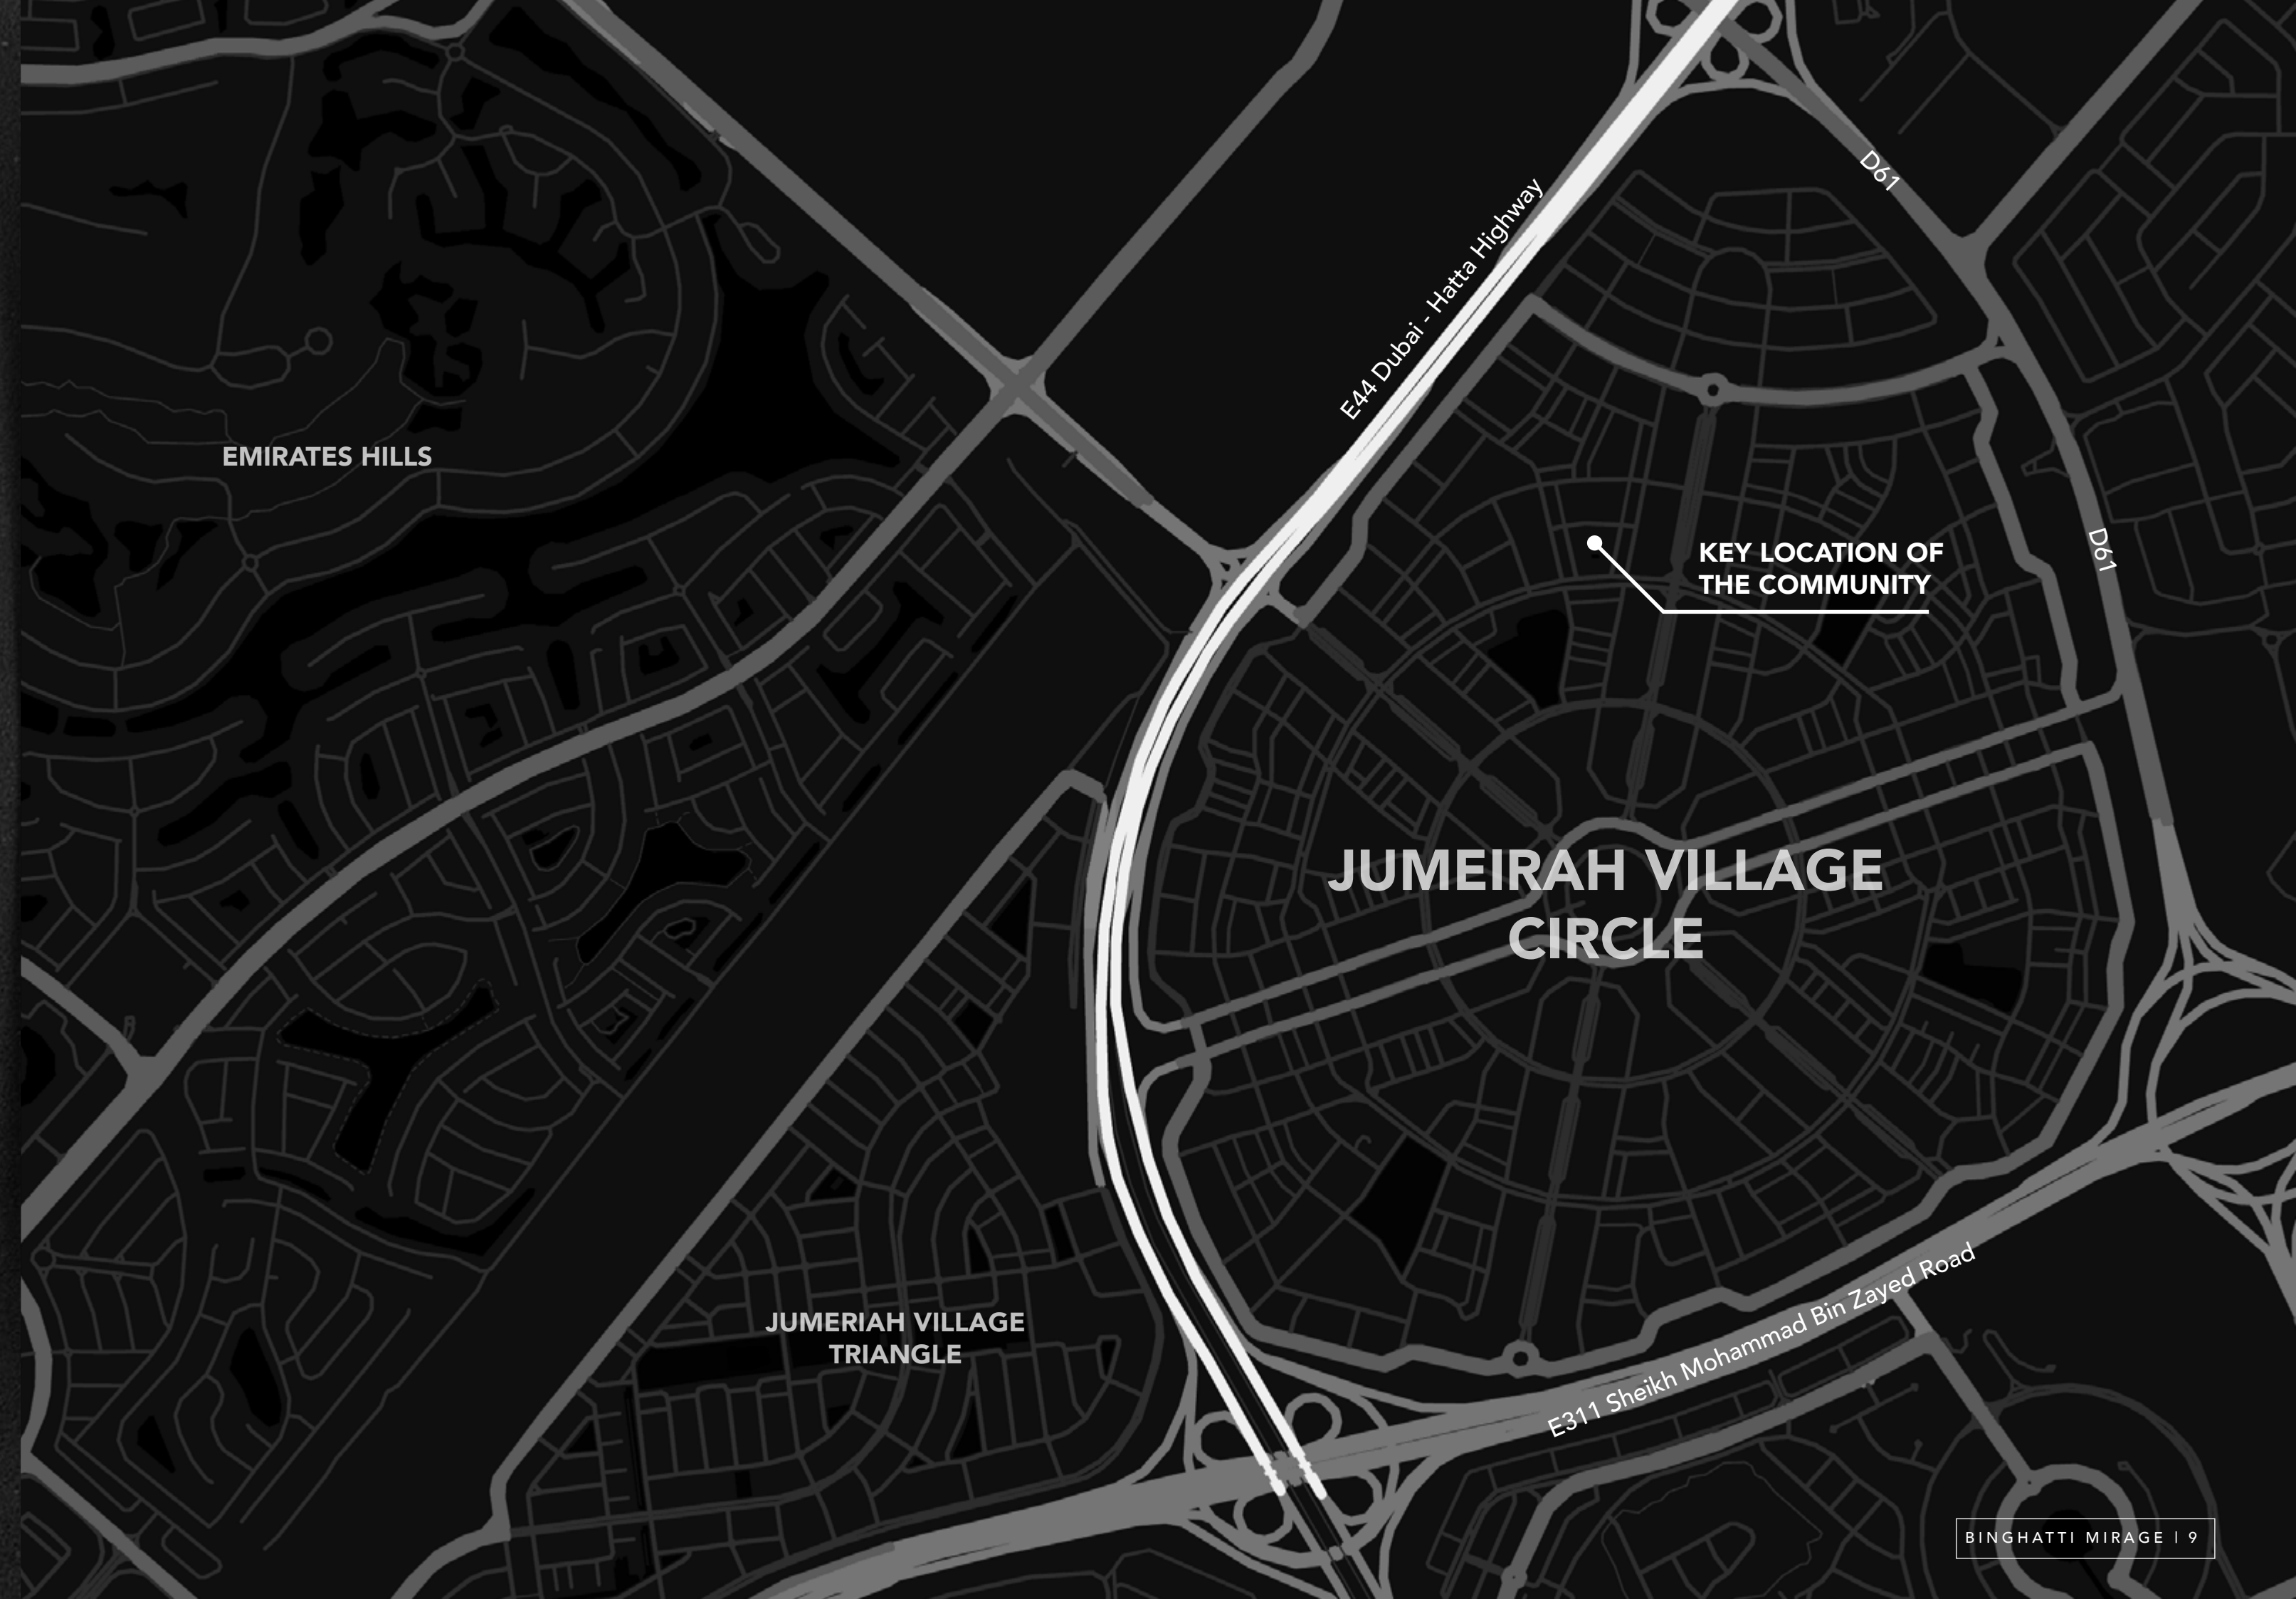 D61
E44 Dubai - Hatta Highway
EMIRATES HILLS
D61
KEY LOCATION OF
THE COMMUNITY
JUMEIRAH VILLAGE
CIRCLE
E311 Sheikh Mohammad Bin Zayed Road
JUMERIAH VILLAGE
TRIANGLE
BINGHATTI MIRAGE | 9